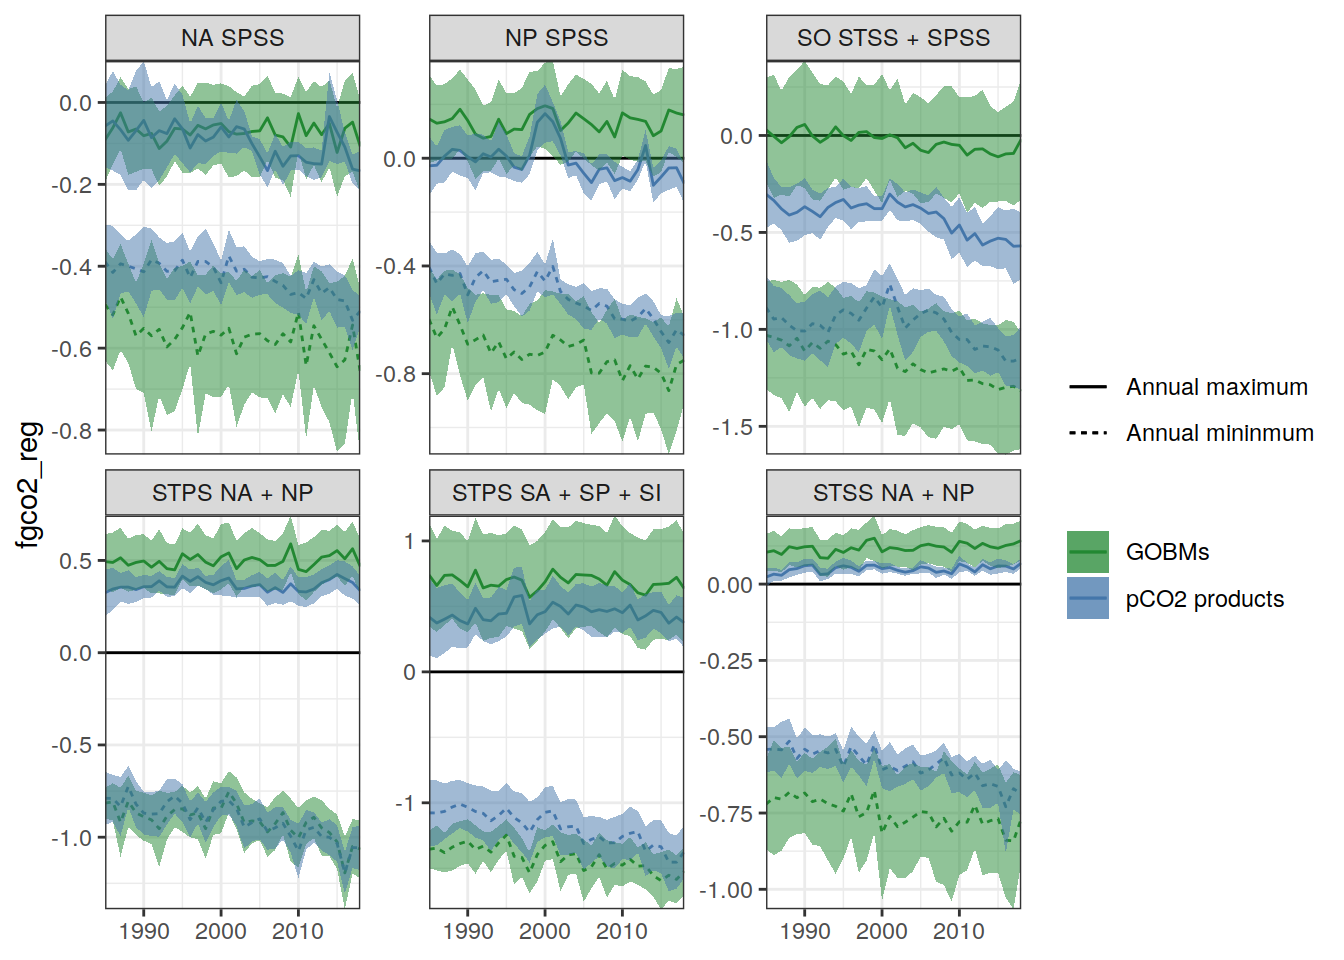 NA SPSS
NP SPSS
SO STSS + SPSS
0.0
-0.2
-0.4
-0.6
-0.8
0.0
-0.4
-0.8
0.0
-0.5
-1.0
-1.5
fgco2_reg
STPS NA + NP
STPS SA + SP + SI
STSS NA + NP
0.5
0.0
-0.5
-1.0
1
0
-1
0.00
-0.25
-0.50
-0.75
-1.00
1990 2000 2010
1990 2000 2010
1990 2000 2010
Annual maximum
Annual mininmum
GOBMs
pCO2 products